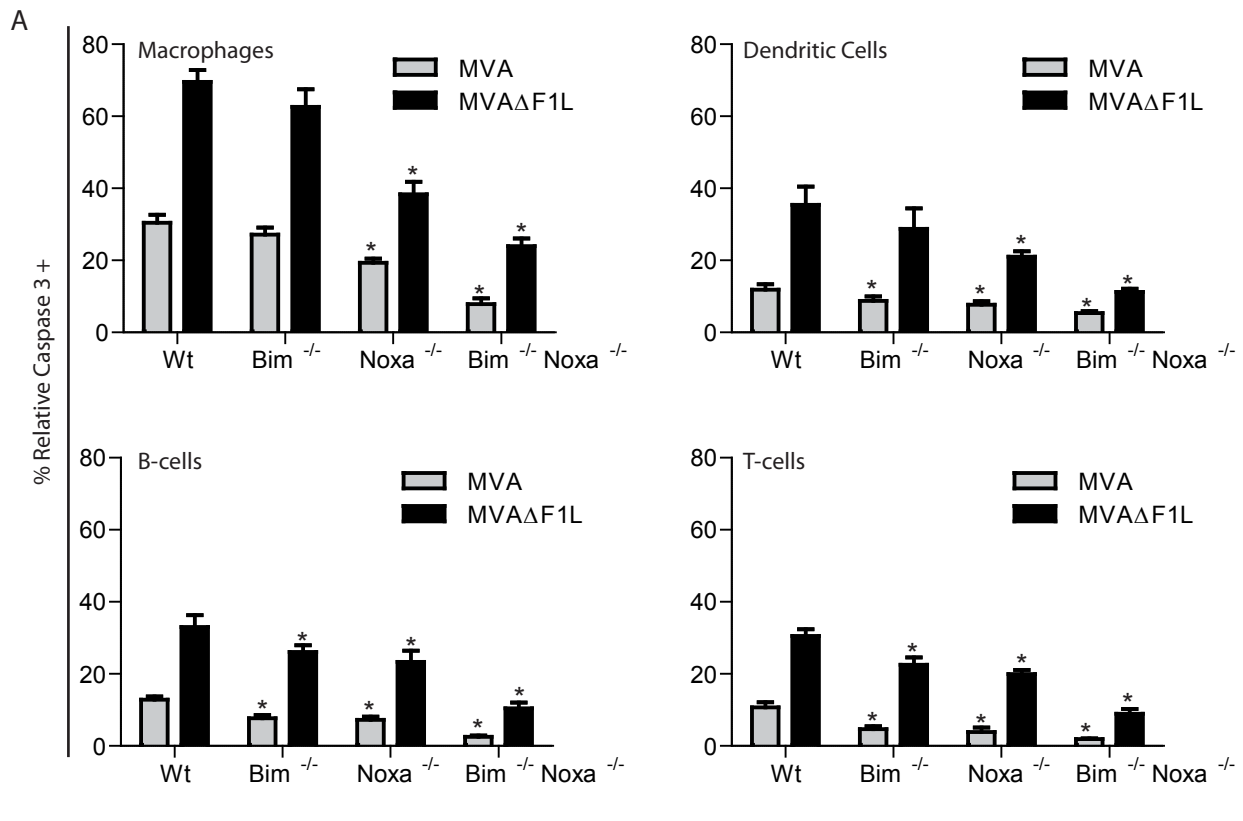 A
% Relative Caspase 3 +
Macrophages
MVA
MVAΔF1L
80
60
40
20
0
* * * *
Wt Bim -/- Noxa -/- Bim -/- Noxa -/-
Dendritic Cells
MVA
MVAΔF1L
80
60
40
20
0
* * * * *
Wt Bim -/- Noxa -/- Bim -/- Noxa -/-
B-cells
MVA
MVAΔF1L
80
60
40
20
0
* * * * * *
Wt Bim -/- Noxa -/- Bim -/- Noxa -/-
T-cells
MVA
MVAΔF1L
80
60
40
20
0
* * * * * *
Wt Bim -/- Noxa -/- Bim -/- Noxa -/-